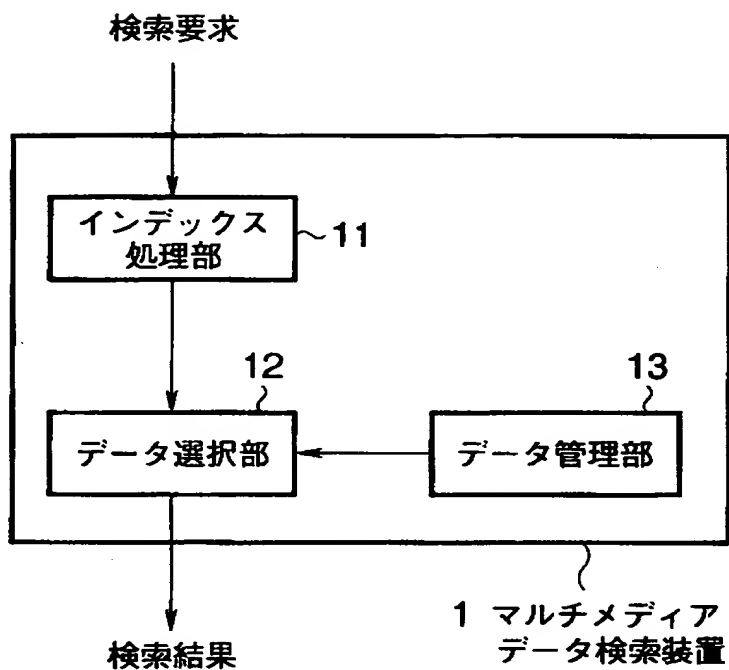 検索要求
インデックス
処理部
11
12
13
データ選択部
データ管理部
1 マルチメディア
データ検索装置
検索結果